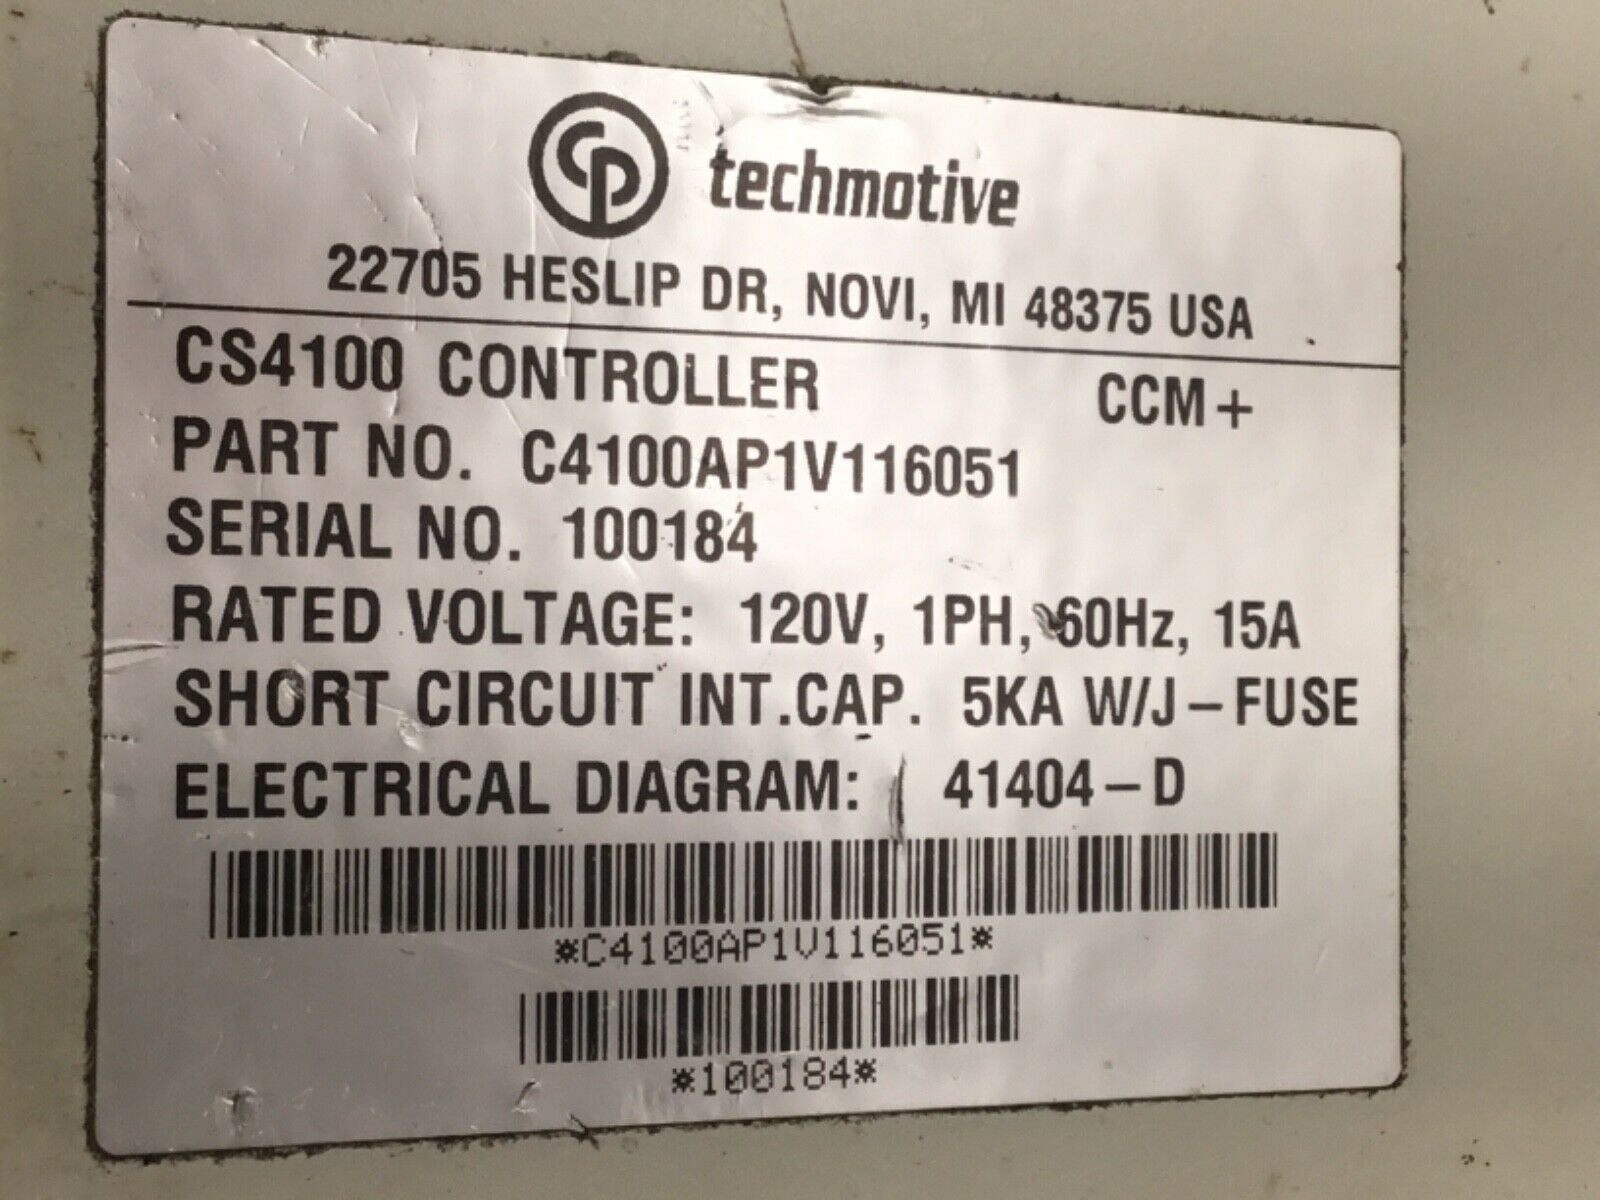 CP techmotive
22705 HESLIP DR, NOVI, MI 48375 USA
CS4100 CONTROLLER CCM+
PART NO. C4100AP1V116051
SERIAL NO. 100184
RATED VOLTAGE: 120V, 1PH, 60Hz, 15A
SHORT CIRCUIT INT.CAP. 5KA W/J-FUSE
ELECTRICAL DIAGRAM: 41404-D
*C4100AP1V116051*
*100184*